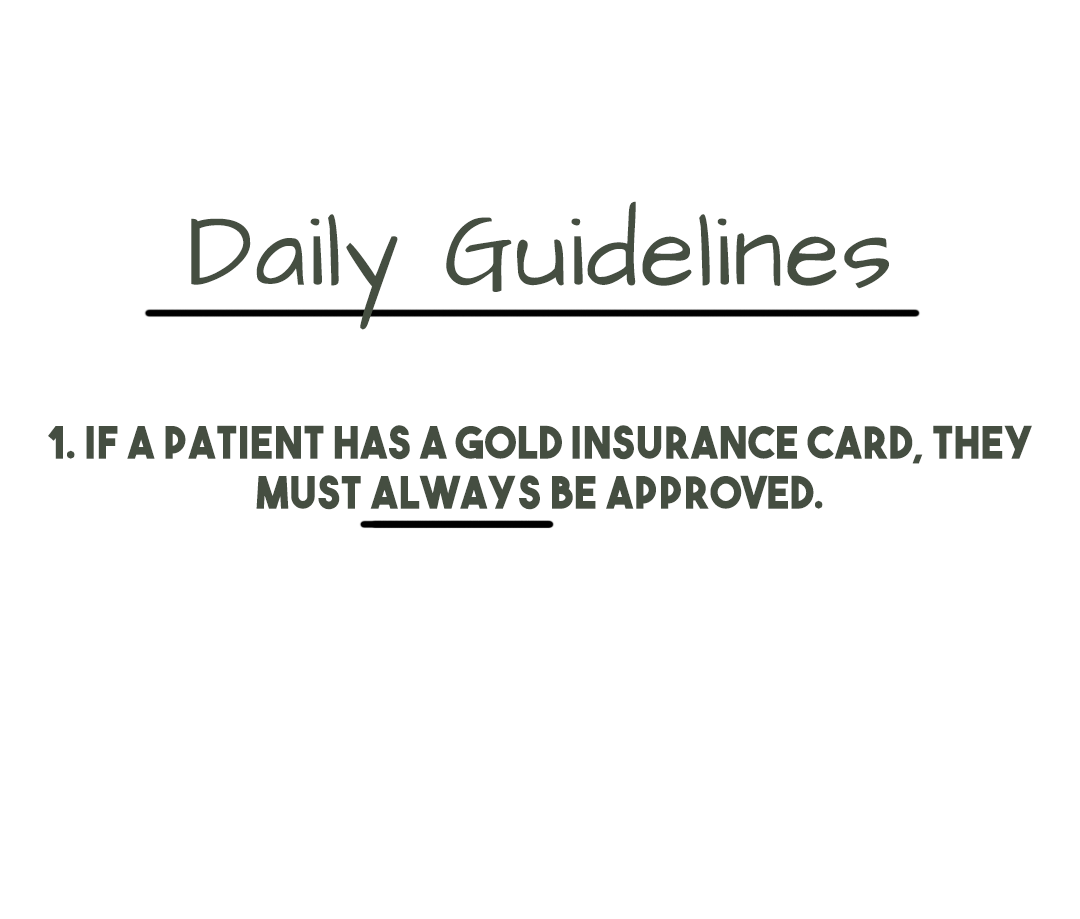 Daily Guidelines
1. IF A PATIENT HAS A GOLD INSURANCE CARD, THEY
MUST ALWAYS BE APPROVED.